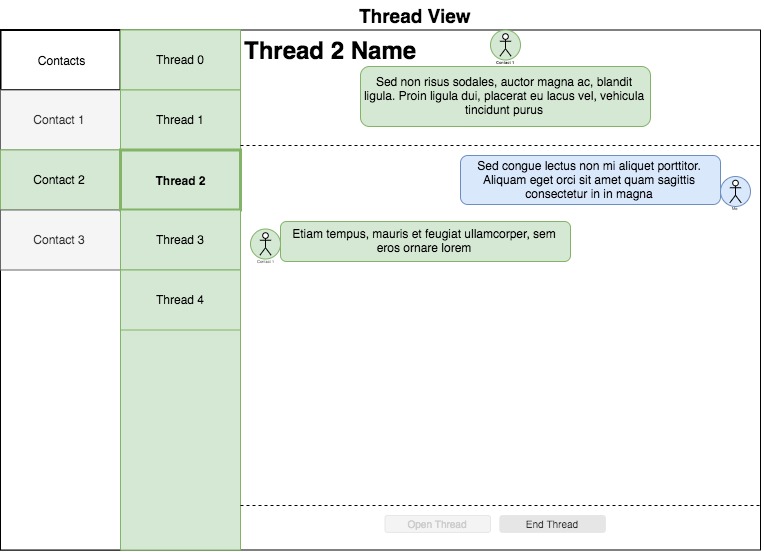 Thread View
Contacts
Contact 1
Contact 2
Contact 3
Thread 0
Thread 1
Thread 2
Thread 3
Thread 4
Thread 2 Name
Contact 1
Sed non risus sodales, auctor magna ac, blandit
ligula. Proin ligula dui, placerat eu lacus vel, vehicula
tincidunt purus
Sed congue lectus non mi aliquet porttitor.
Aliquam eget orci sit amet quam sagittis
consectetur in in magna
Me
Etiam tempus, mauris et feugiat ullamcorper, sem
eros ornare lorem
Contact 1
Open Thread
End Thread